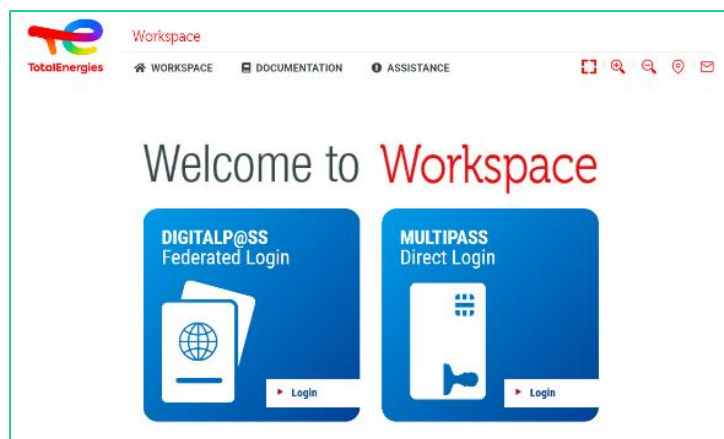 Workspace
TotalEnergies
WORKSPACE DOCUMENTATION ASSISTANCE
Welcome to Workspace
DIGITALP@SS
Federated Login
Login
MULTIPASS
Direct Login
Login